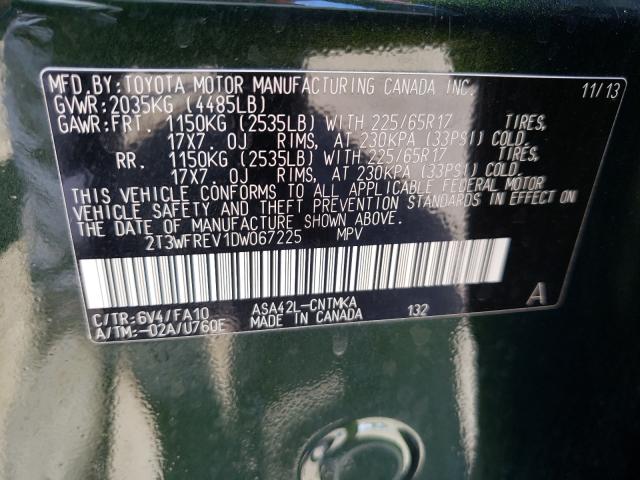 MFD.BY:TOYOTA MOTOR MANUFACTURING CANADA INC. 11/13
GVWR:2035KG (4485LB)
GAWR:FRT. 1150KG (2535LB) WITH 225/65R17 TIRES,
17X7.0J RIMS, AT 230KPA (33PSI) COLD.
RR. 1150KG (2535LB) WITH 225/65R17 TIRES,
17X7.0J RIMS, AT 230KPA (33PSI) COLD.
THIS VEHICLE CONFORMS TO ALL APPLICABLE FEDERAL MOTOR
VEHICLE SAFETY AND THEFT PREVENTION STANDARDS IN EFFECT ON
THE DATE OF MANUFACTURE SHOWN ABOVE.
2T3WFREV1DW067225 MPV
C/TR:6V4/FA10 ASA42L-CNTMKA 132 A
A/TM:-02A/U760E MADE IN CANADA